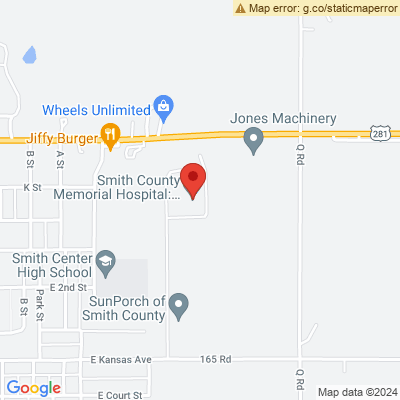 Map error: g.co/staticmaperror
Wheels Unlimited
Jones Machinery
Jiffy Burger
281
B St
A St
Q Rd
K St
Smith County
Memorial Hospital:...
Smith Center
High School
E 2nd St
B St
Park St
SunPorch of
Smith County
E Kansas Ave
165 Rd
Q Rd
Google
E Court St
Map data ©2024